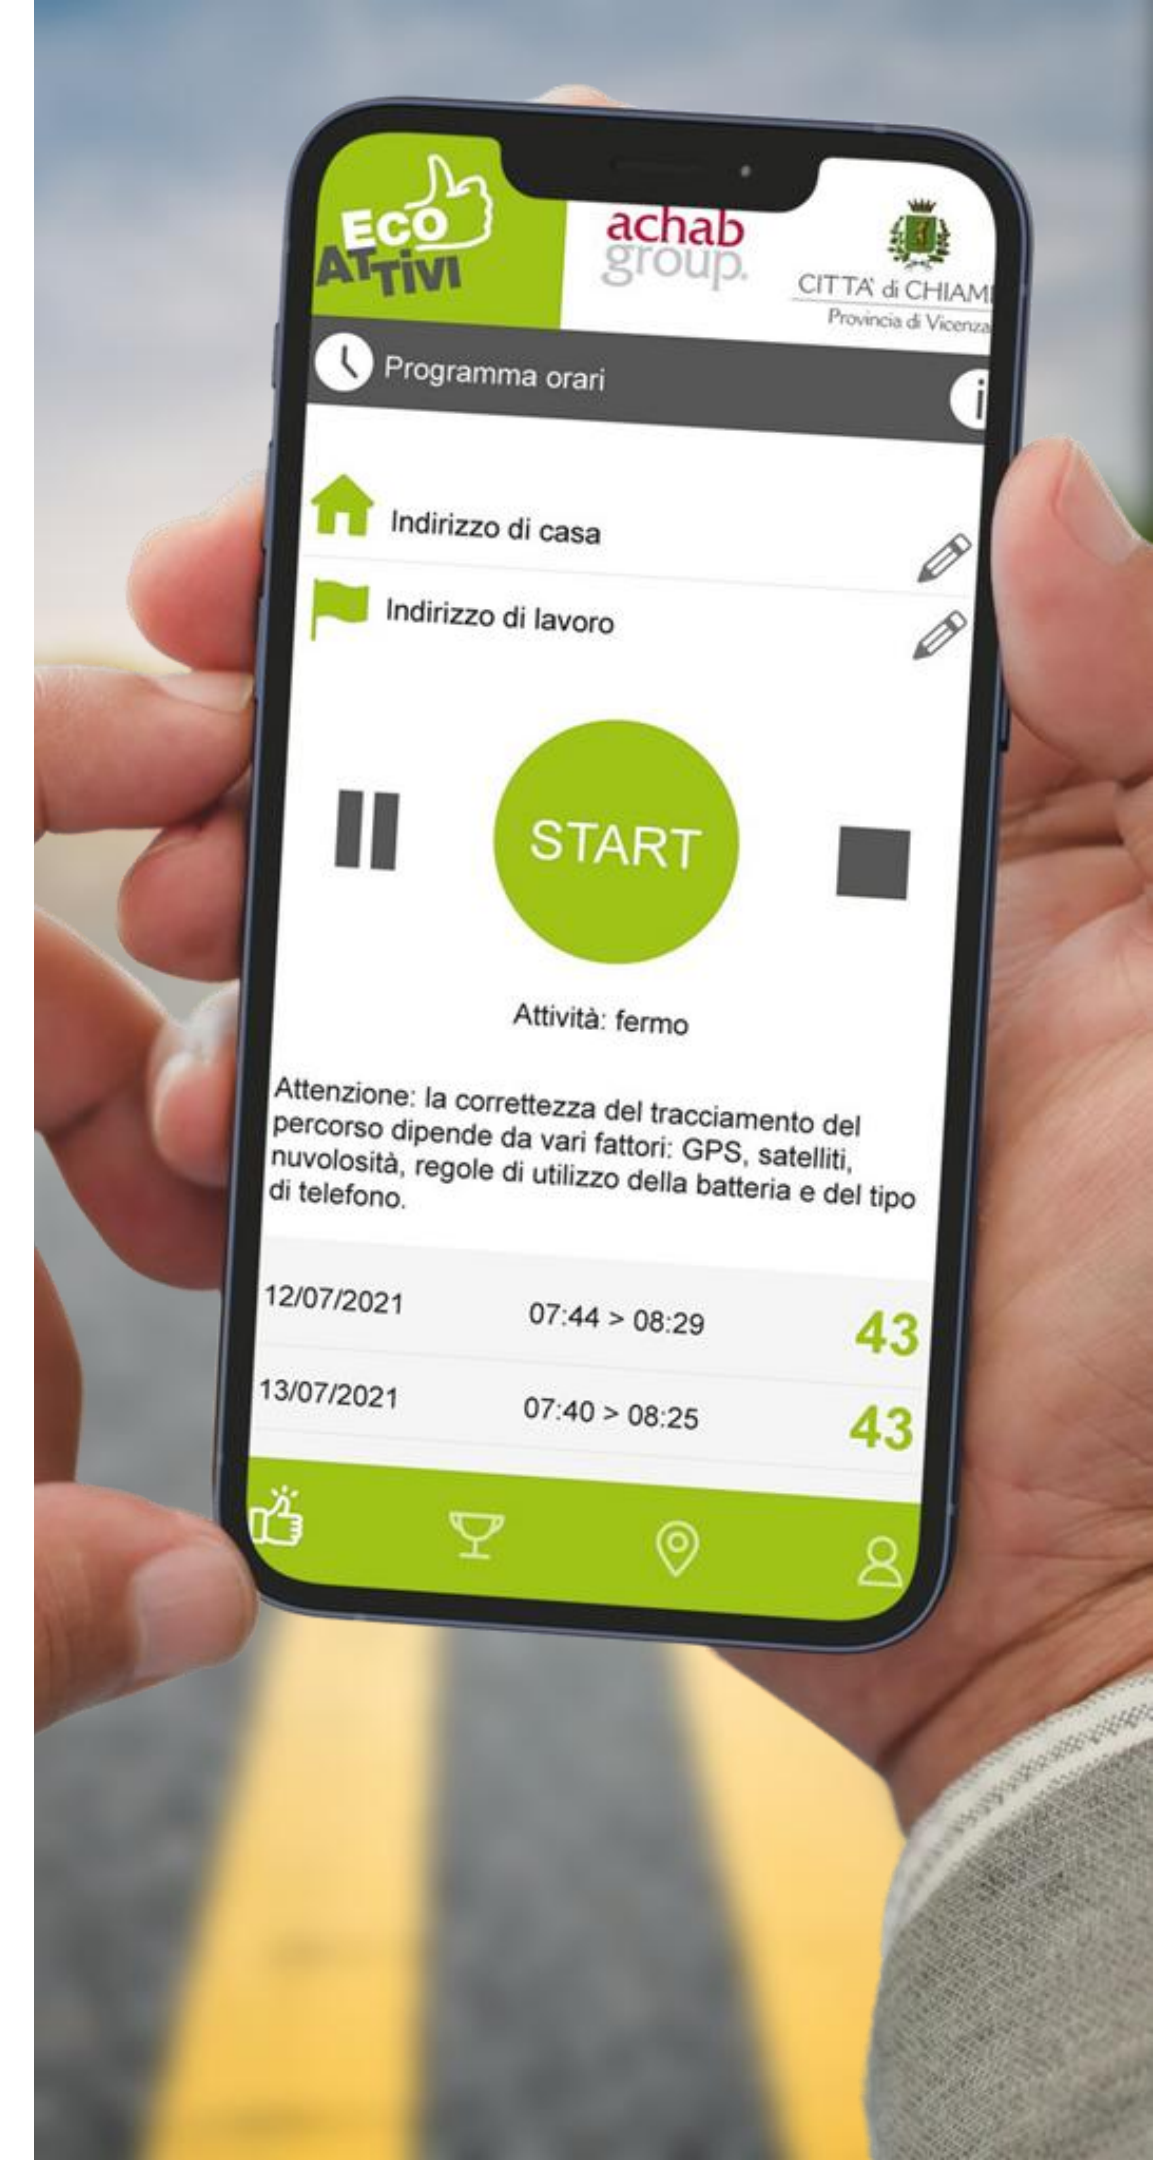 ECO
ATTIVI
achab
group.
CITTA' di CHIAM
Provincia di Vicenza
Programma orari
i
Indirizzo di casa
Indirizzo di lavoro
START
Attività: fermo
Attenzione: la correttezza del tracciamento del
percorso dipende da vari fattori: GPS, satelliti,
nuvolosità, regole di utilizzo della batteria e del tipo
di telefono.
12/07/2021 07:44 > 08:29 43
13/07/2021 07:40 > 08:25 43